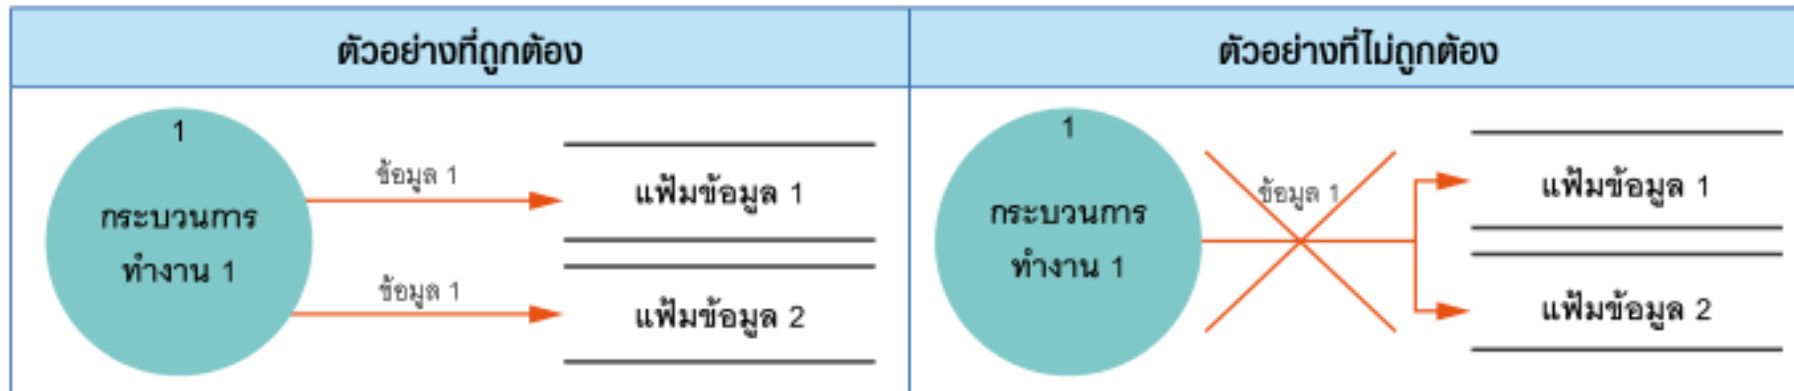 ตัวอย่างที่ถูกต้อง
1
กระบวนการ
ทำงาน 1
ข้อมูล 1
แฟ้มข้อมูล 1
ข้อมูล 1
แฟ้มข้อมูล 2
ตัวอย่างที่ไม่ถูกต้อง
1
กระบวนการ
ทำงาน 1
ข้อมูล 1
แฟ้มข้อมูล 1
แฟ้มข้อมูล 2